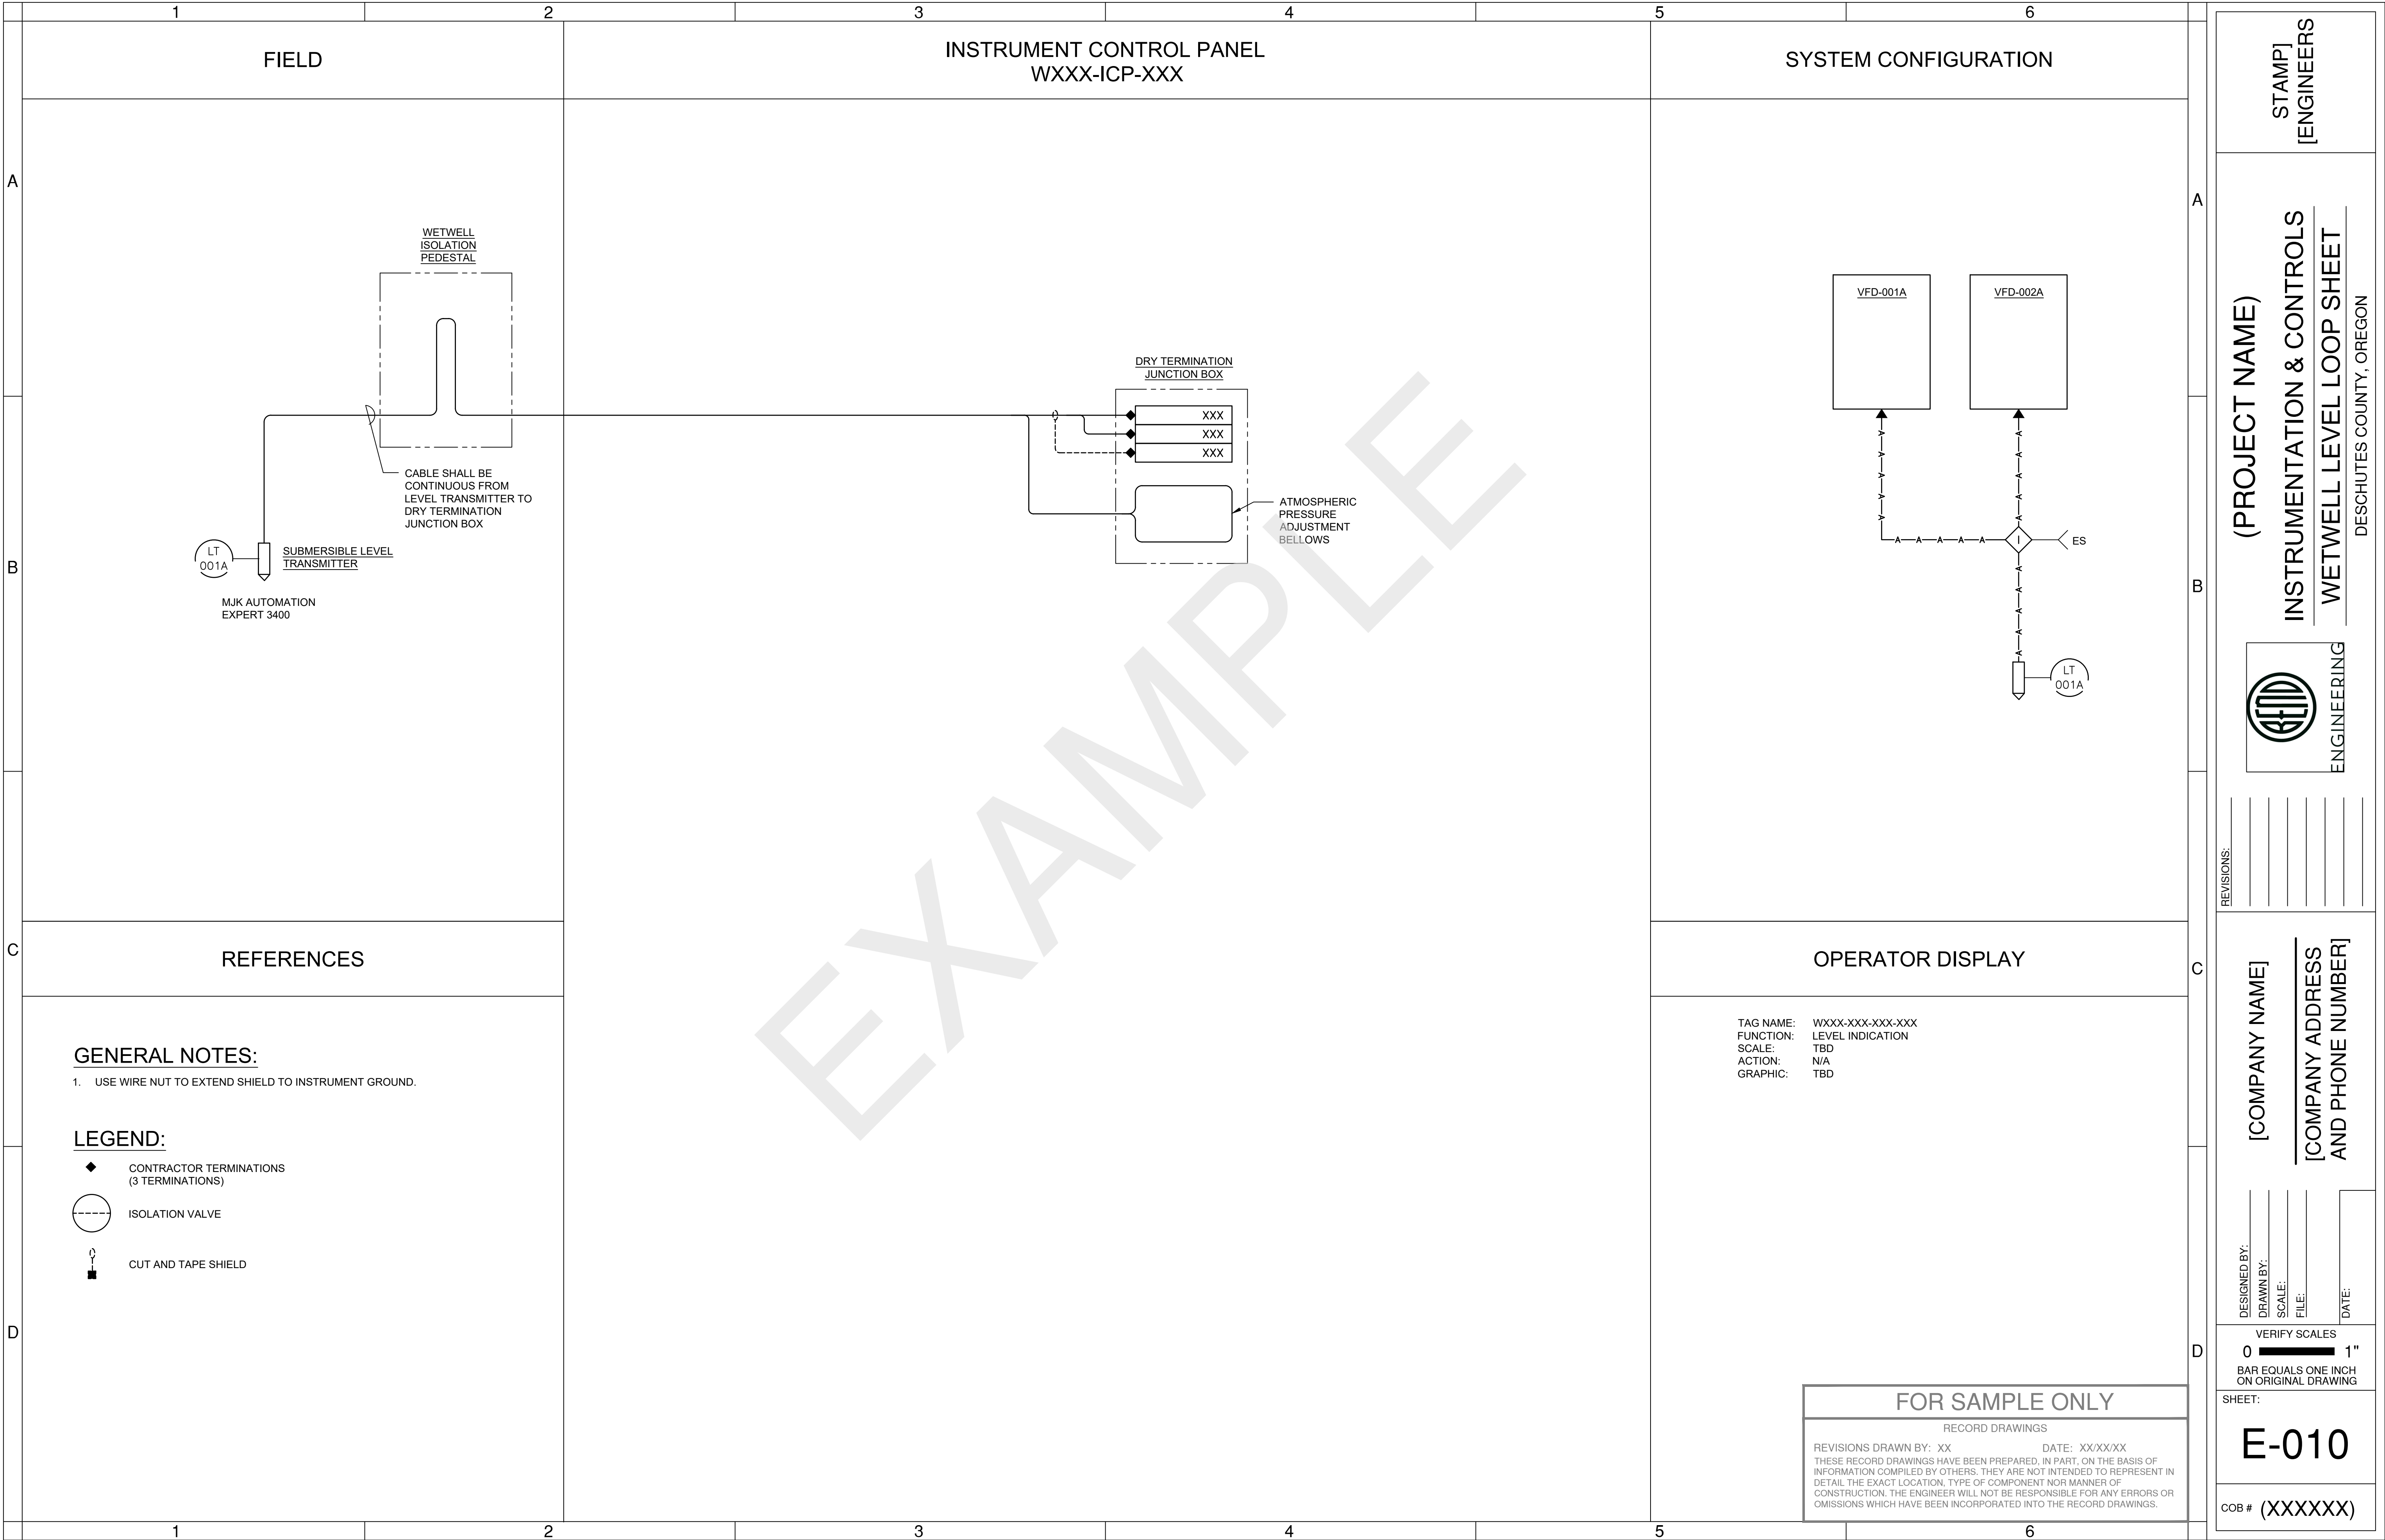 1 2 3 4 5 6
FIELD
INSTRUMENT CONTROL PANEL
WXXX-ICP-XXX
SYSTEM CONFIGURATION
A
A
B
B
C
C
D
D
WETWELL
ISOLATION
PEDESTAL
CABLE SHALL BE
CONTINUOUS FROM
LEVEL TRANSMITTER TO
DRY TERMINATION
JUNCTION BOX
LT
001A
SUBMERSIBLE LEVEL
TRANSMITTER
MJK AUTOMATION
EXPERT 3400
DRY TERMINATION
JUNCTION BOX
XXX
XXX
XXX
ATMOSPHERIC
PRESSURE
ADJUSTMENT
BELLOWS
EXAMPLE
VFD-001A
VFD-002A
A A A A A
A A A A A
A A A A A
A A A A A
I
ES
LT
001A
REFERENCES
GENERAL NOTES:
1. USE WIRE NUT TO EXTEND SHIELD TO INSTRUMENT GROUND.
LEGEND:
CONTRACTOR TERMINATIONS
(3 TERMINATIONS)
ISOLATION VALVE
CUT AND TAPE SHIELD
OPERATOR DISPLAY
TAG NAME: WXXX-XXX-XXX-XXX
FUNCTION: LEVEL INDICATION
SCALE: TBD
ACTION: N/A
GRAPHIC: TBD
FOR SAMPLE ONLY
RECORD DRAWINGS
REVISIONS DRAWN BY: XX DATE: XX/XX/XX
THESE RECORD DRAWINGS HAVE BEEN PREPARED, IN PART, ON THE BASIS OF
INFORMATION COMPILED BY OTHERS. THEY ARE NOT INTENDED TO REPRESENT IN
DETAIL THE EXACT LOCATION, TYPE OF COMPONENT NOR MANNER OF
CONSTRUCTION. THE ENGINEER WILL NOT BE RESPONSIBLE FOR ANY ERRORS OR
OMISSIONS WHICH HAVE BEEN INCORPORATED INTO THE RECORD DRAWINGS.
STAMP]
[ENGINEERS
(PROJECT NAME)
INSTRUMENTATION & CONTROLS
WETWELL LEVEL LOOP SHEET
DESCHUTES COUNTY, OREGON
BEND
ENGINEERING
REVISIONS:
[COMPANY NAME]
[COMPANY ADDRESS
AND PHONE NUMBER]
DESIGNED BY:
DRAWN BY:
SCALE:
FILE:
DATE:
VERIFY SCALES
0 1"
BAR EQUALS ONE INCH
ON ORIGINAL DRAWING
SHEET:
E-010
COB # (XXXXXX)
1 2 3 4 5 6